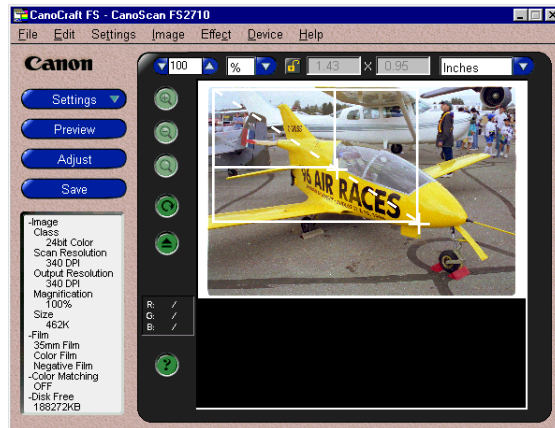 CanoCraft FS - CanoScan FS2710
File Edit Settings Image Effect Device Help
Canon
100 % 1.43 X 0.95 Inches
Settings
Preview
Adjust
Save
-Image
Class
24bit Color
Scan Resolution
340 DPI
Output Resolution
340 DPI
Magnification
100%
Size
462K
-Film
35mm Film
Color Film
Negative Film
-Color Matching
OFF
-Disk Free
188272KB
R: /
G: /
B: /
?
96 AIR RACES